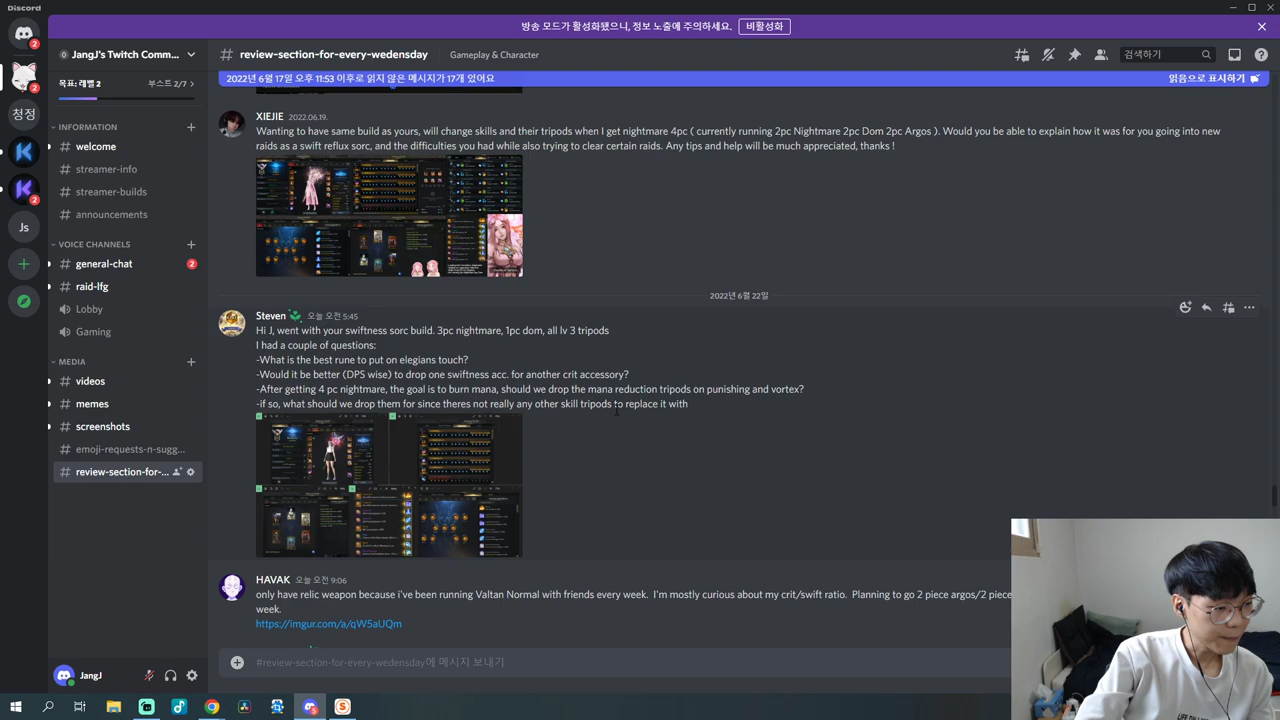 Discord
방송 모드가 활성화됐으니, 정보 노출에 주의하세요. 비활성화
JangJ's Twitch Comm...
# review-section-for-every-wedensday
Gameplay & Character
검색하기
2022년 6월 17일 오후 11:53 이후로 읽지 않은 메시지가 17개 있어요
읽음으로 표시하기
목표: 레벨 2
부스트 2/7
청정
Js
2
2
2
INFORMATION
welcome
streamer-info
streamer-builds
announcements
VOICE CHANNELS
general-chat
2
raid-lfg
Lobby
Gaming
MEDIA
videos
memes
screenshots
emoji-requests-n-sugg...
review-section-for-...
XIEJIE 2022.06.19.
Wanting to have same build as yours, will change skills and their tripods when I get nightmare 4pc ( currently running 2pc Nightmare 2pc Dom 2pc Argos ). Would you be able to explain how it was for you going into new
raids as a swift reflux sorc, and the difficulties you had while also trying to clear certain raids. Any tips and help will be much appreciated, thanks !
2022년 6월 22일
Steven 오늘 오전 5:45
Hi J, went with your swiftness sorc build. 3pc nightmare, 1pc dom, all lv 3 tripods
I had a couple of questions:
-What is the best rune to put on elegians touch?
-Would it be better (DPS wise) to drop one swiftness acc. for another crit accessory?
-After getting 4 pc nightmare, the goal is to burn mana, should we drop the mana reduction tripods on punishing and vortex?
-if so, what should we drop them for since theres not really any other skill tripods to replace it with
HAVAK 오늘 오전 9:06
only have relic weapon because i've been running Valtan Normal with friends every week. I'm mostly curious about my crit/swift ratio. Planning to go 2 piece argos/2 piece
week.
https://imgur.com/a/qW5aUQm
#review-section-for-every-wedensday에 메시지 보내기
JangJ